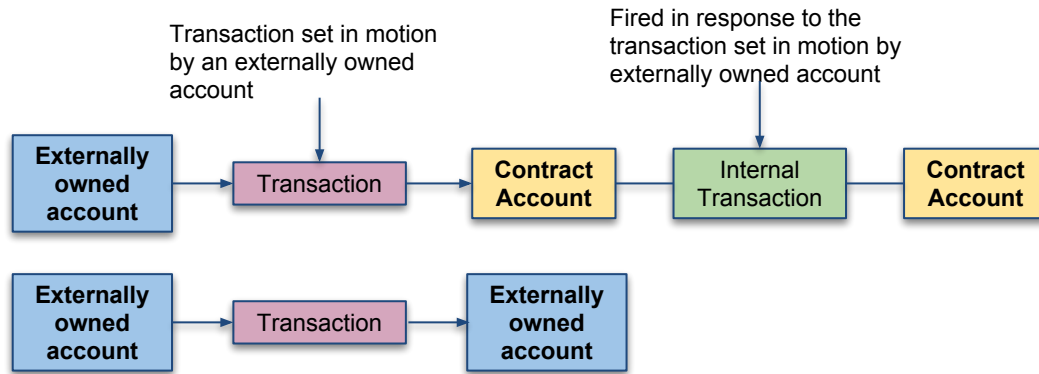 Transaction set in motion
by an externally owned
account
Fired in response to the
transaction set in motion by
externally owned account
Externally
owned
account
Transaction
Contract
Account
Internal
Transaction
Contract
Account
Externally
owned
account
Transaction
Externally
owned
account